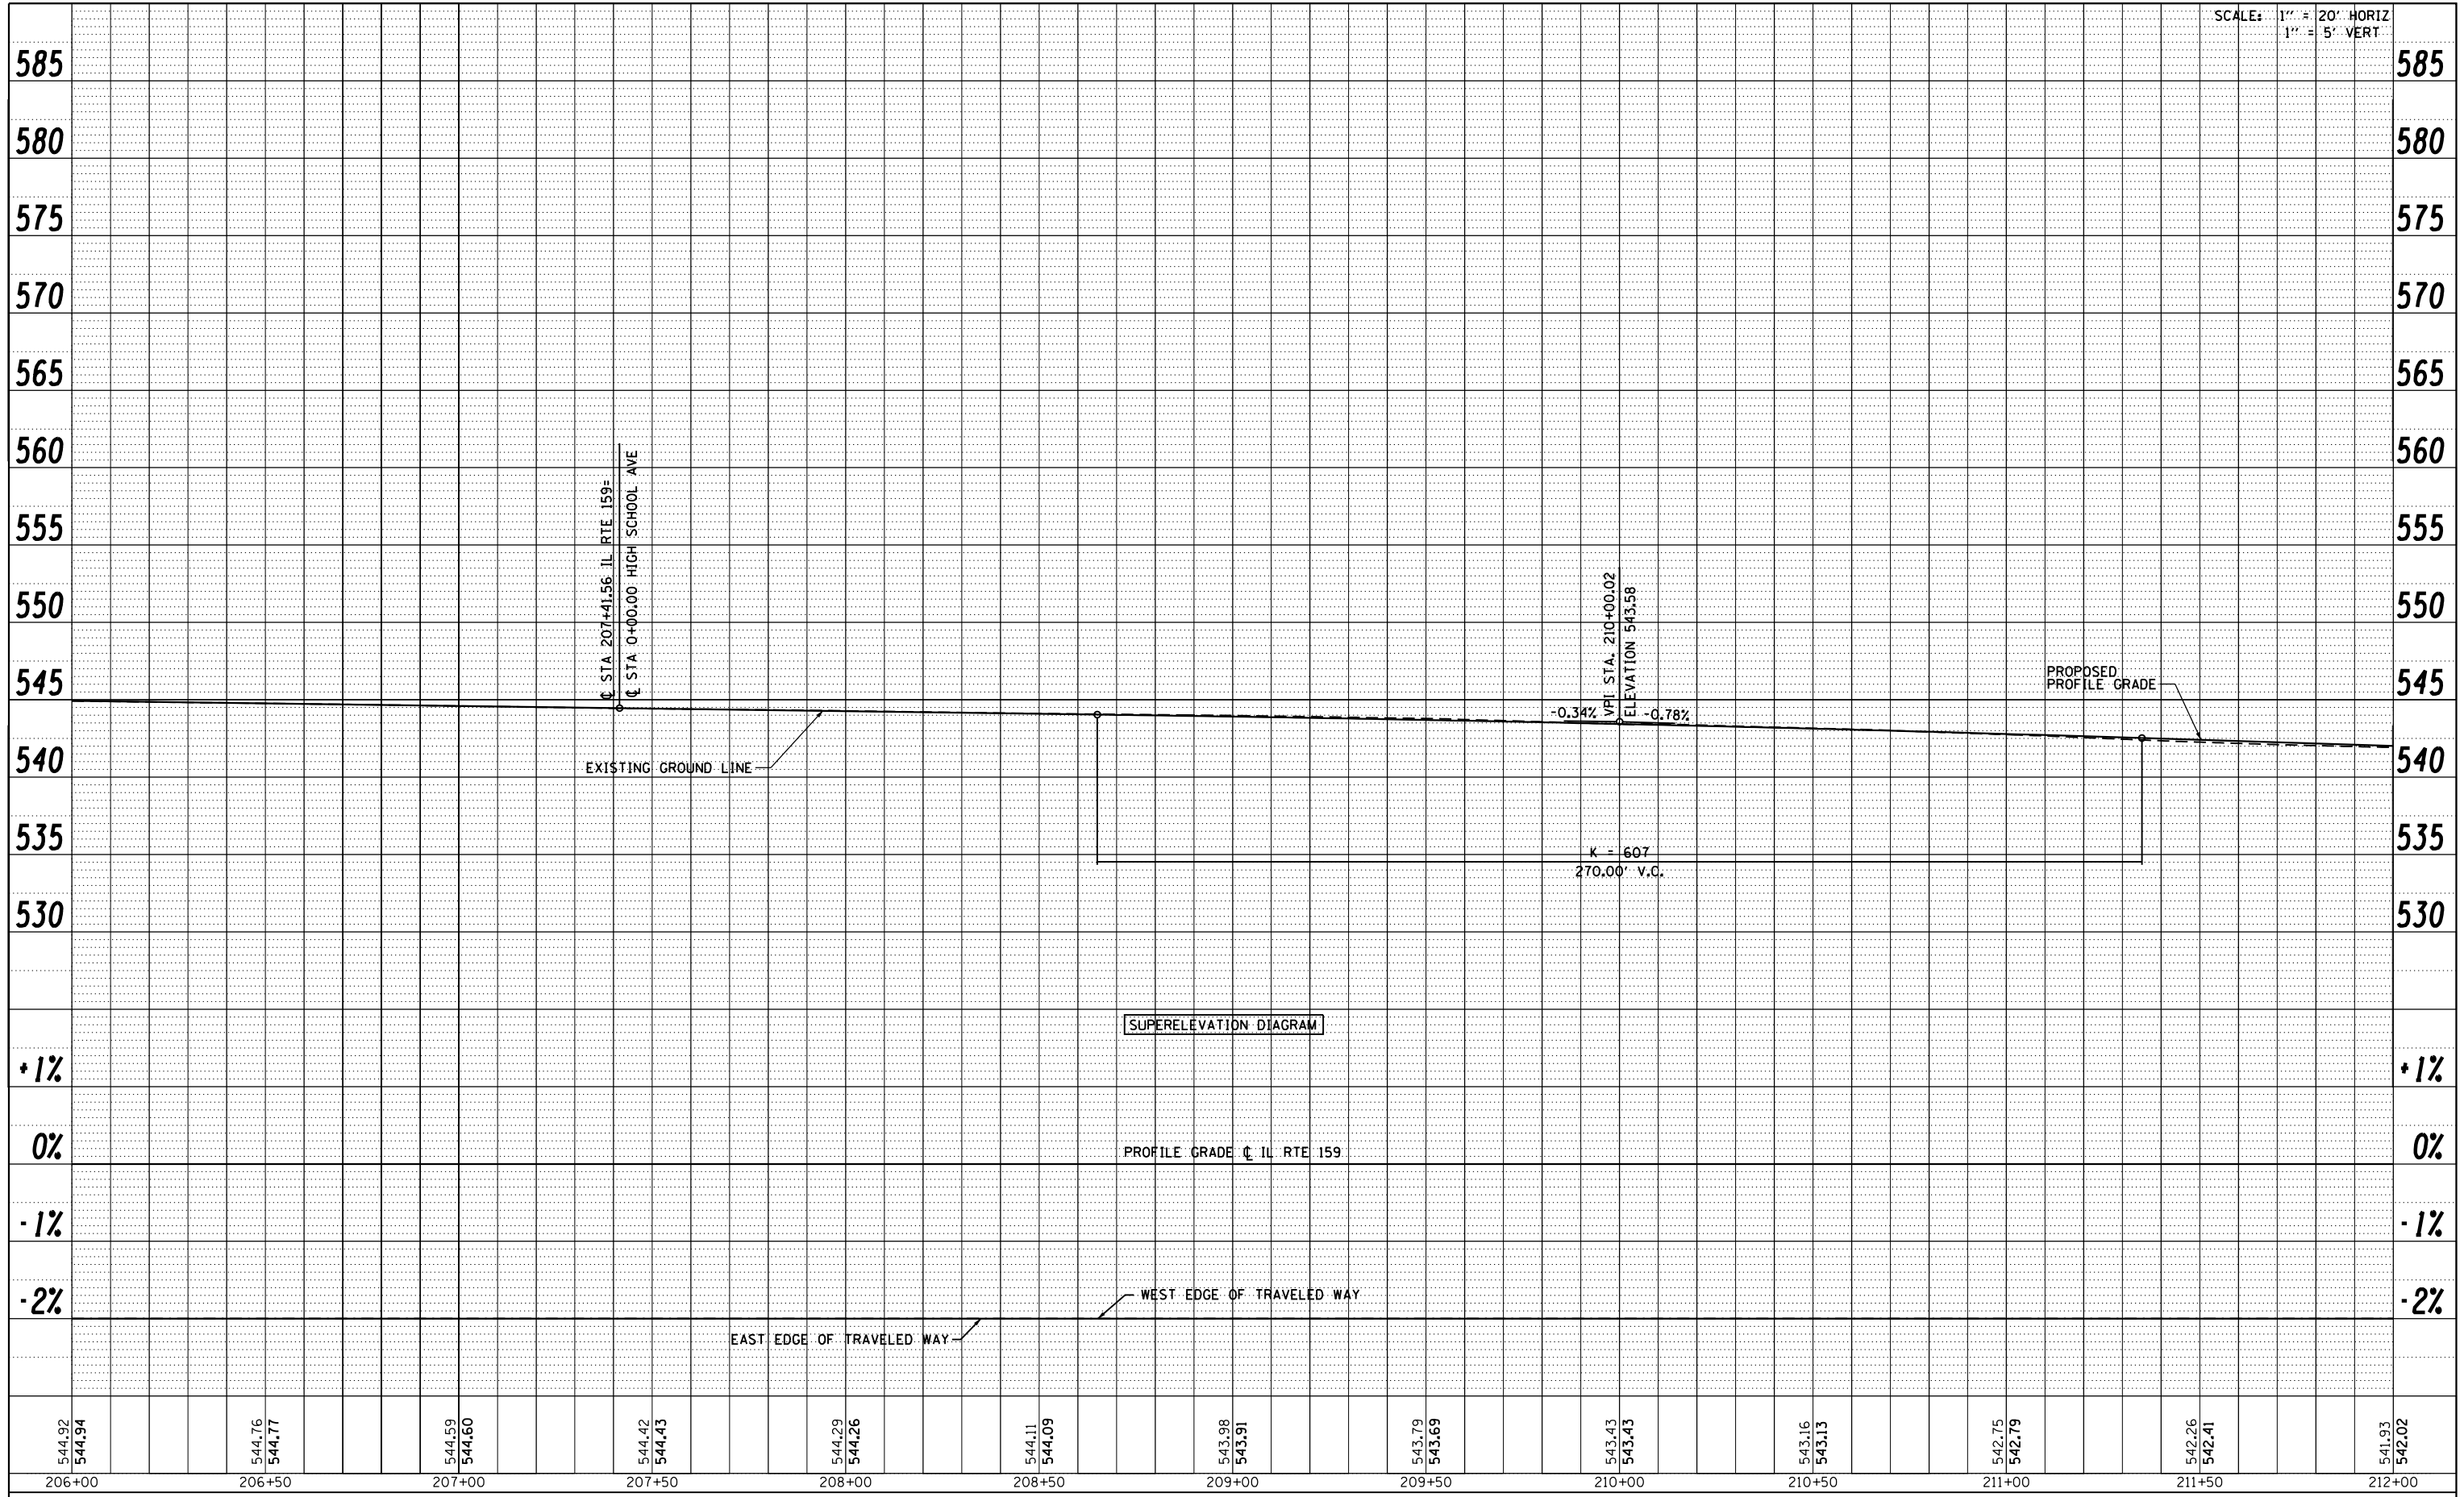 SCALE: 1'' = 20' HORIZ
1'' = 5' VERT
585 585
580 580
575 575
570 570
565 565
560 560
555 555
550 550
545 545
540 540
535 535
530 530
℄ STA 207+41.56 IL RTE 159=
℄ STA 0+00.00 HIGH SCHOOL AVE
VPI STA. 210+00.02
ELEVATION 543.58
-0.34% -0.78%
PROPOSED
PROFILE GRADE
EXISTING GROUND LINE
K = 607
270.00' V.C.
SUPERELEVATION DIAGRAM
+1% +1%
PROFILE GRADE ℄ IL RTE 159
0% 0%
-1% -1%
-2% -2%
WEST EDGE OF TRAVELED WAY
EAST EDGE OF TRAVELED WAY
544.92 544.76 544.59 544.42 544.29 544.11 543.98 543.79 543.43 543.16 542.75 542.26 541.93
544.94 544.77 544.60 544.43 544.26 544.09 543.91 543.69 543.43 543.13 542.79 542.41 542.02
206+00 206+50 207+00 207+50 208+00 208+50 209+00 209+50 210+00 210+50 211+00 211+50 212+00